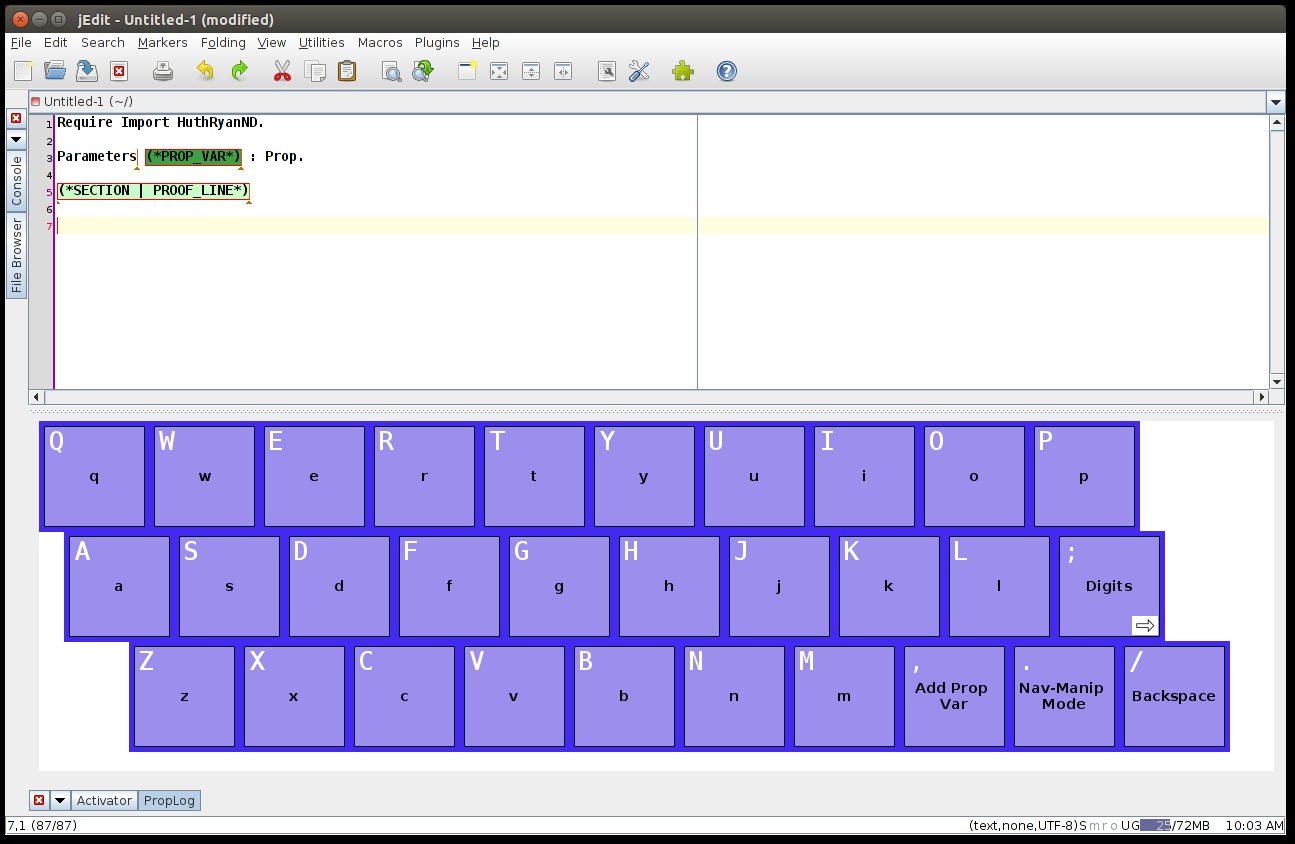 jEdit - Untitled-1 (modified)
File Edit Search Markers Folding View Utilities Macros Plugins Help
Untitled-1 (~/)
Console
File Browser
1 Require Import HuthRyanND.
2
3 Parameters (*PROP_VAR*) : Prop.
4
5 (*SECTION | PROOF_LINE*)
6
7
Q W E R T Y U I O P
q w e r t y u i o p
A S D F G H J K L ;
a s d f g h j k l Digits
Z X C V B N M , . /
z x c v b n m Add Prop Var Nav-Manip Mode Backspace
Activator PropLog
7,1 (87/87) (text,none,UTF-8)S m r o UG 25/72MB 10:03 AM